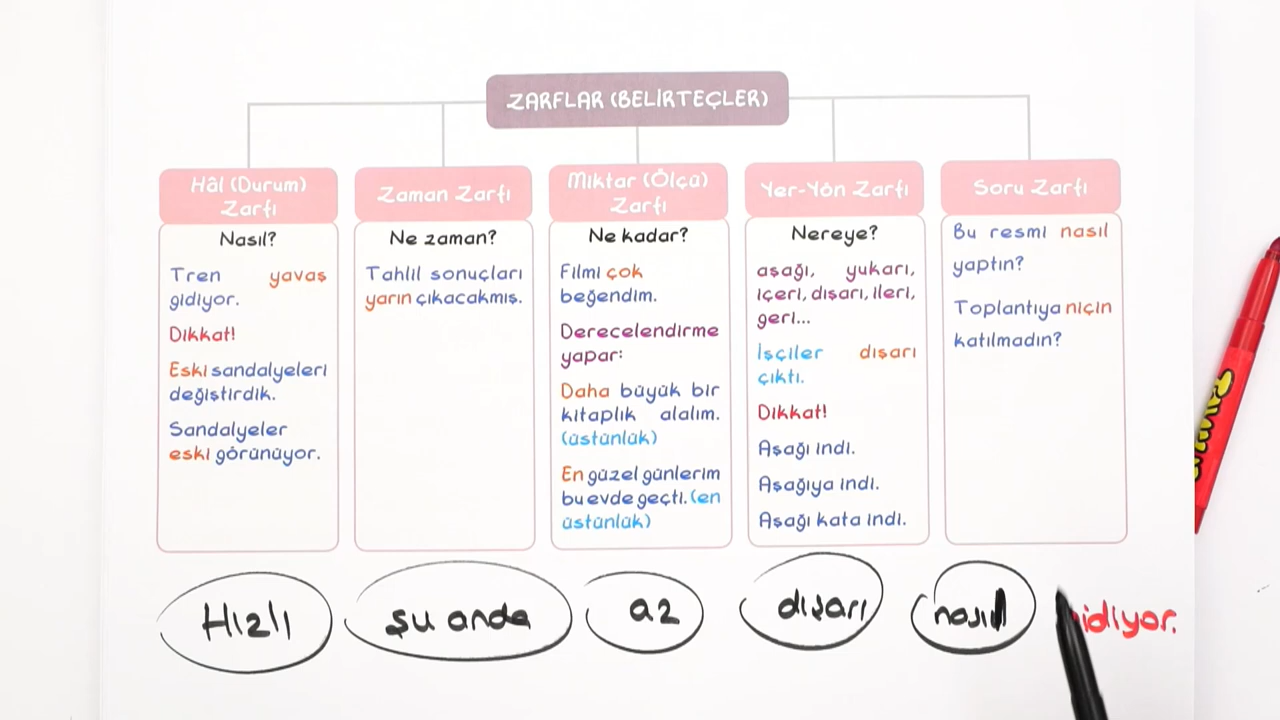 ZARFLAR (BELİRTEÇLER)
Hâl (Durum)
Zarfı
Nasıl?
Tren yavaş
gidiyor.
Dikkat!
Eski sandalyeleri
değiştirdik.
Sandalyeler
eski görünüyor.
Zaman Zarfı
Ne zaman?
Tahlil sonuçları
yarın çıkacakmış.
Miktar (Ölçü)
Zarfı
Ne kadar?
Filmi çok
beğendim.
Derecelendirme
yapar:
Daha büyük bir
kitaplık alalım.
(üstünlük)
En güzel günlerim
bu evde geçti. (en
üstünlük)
Yer-Yön Zarfı
Nereye?
aşağı, yukarı,
içeri, dışarı, ileri,
geri...
İşçiler dışarı
çıktı.
Dikkat!
Aşağı indi.
Aşağıya indi.
Aşağı kata indi.
Soru Zarfı
Bu resmi nasıl
yaptın?
Toplantıya niçin
katılmadın?
Hızlı şu anda az dışarı nasıl